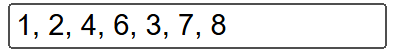 1, 2, 4, 6, 3, 7, 8